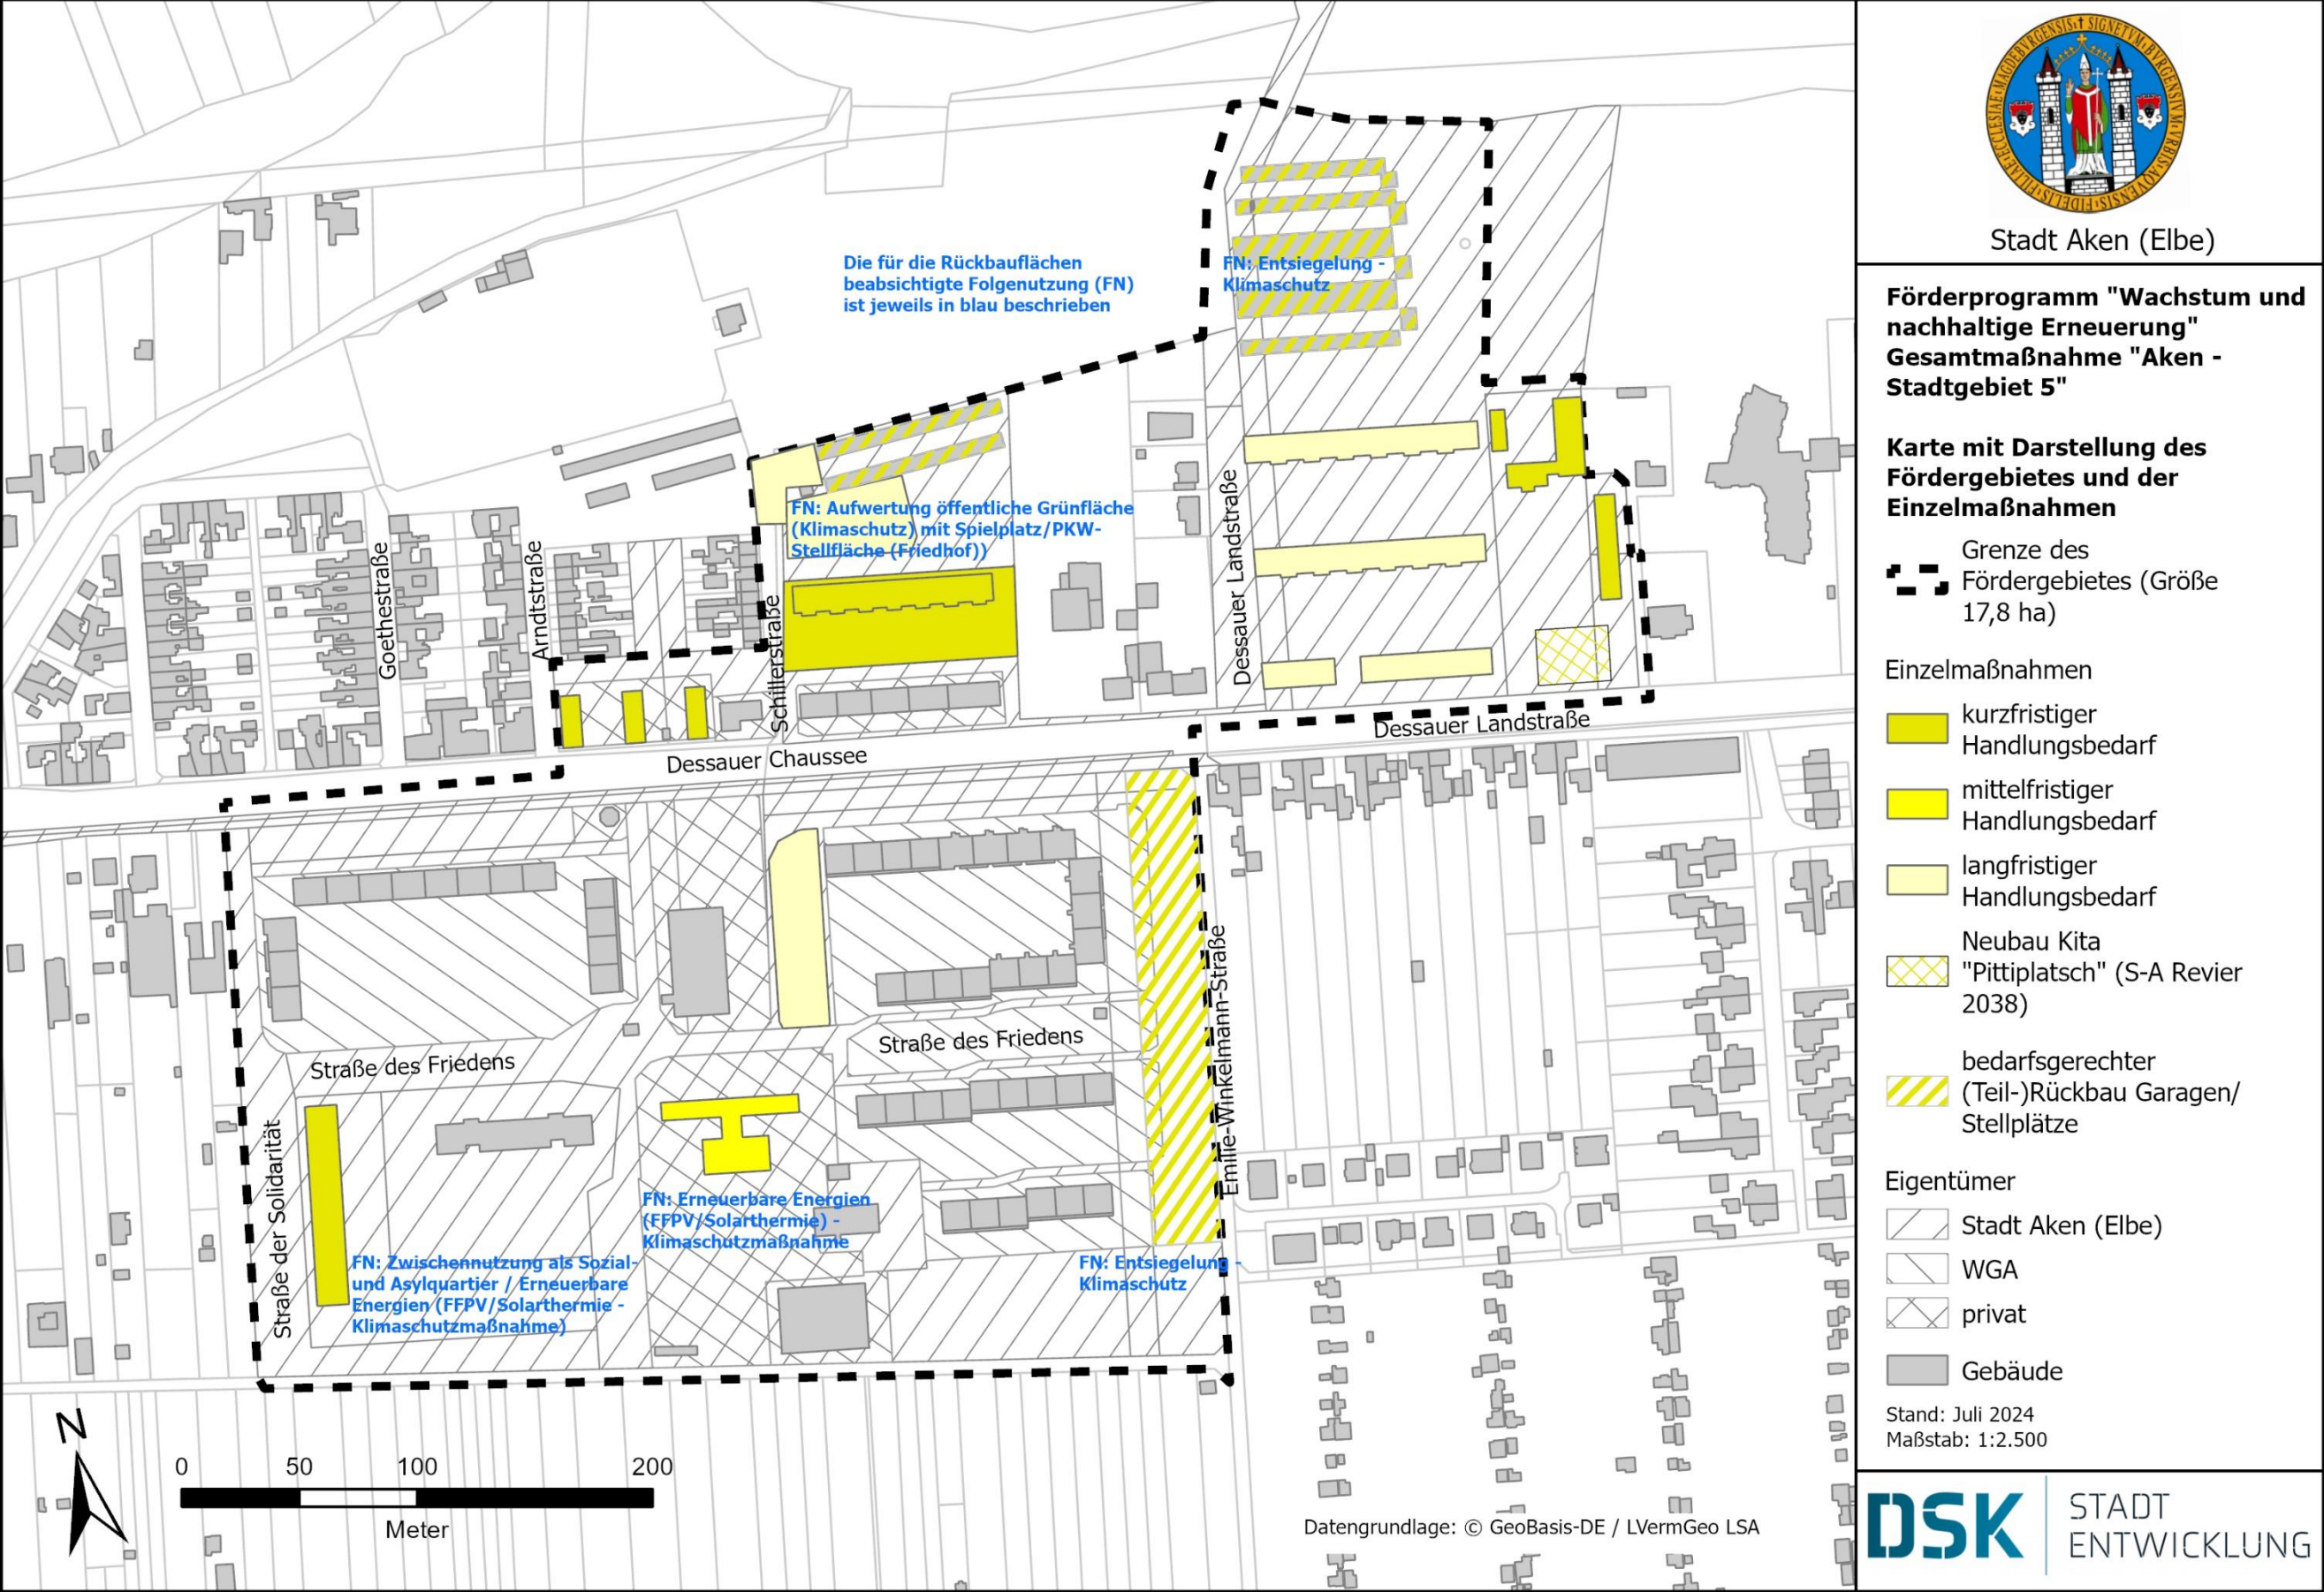 Die für die Rückbauflächen
beabsichtigte Folgenutzung (FN)
ist jeweils in blau beschrieben
FN: Entsiegelung -
Klimaschutz
FN: Aufwertung öffentliche Grünfläche
(Klimaschutz) mit Spielplatz/PKW-
Stellfläche (Friedhof))
Goethestraße
Arndtstraße
Schillerstraße
Dessauer Landstraße
Dessauer Landstraße
Dessauer Chaussee
Straße des Friedens
Straße des Friedens
Emilie-Winkelmann-Straße
Straße der Solidarität
FN: Erneuerbare Energien
(FFPV/Solarthermie) -
Klimaschutzmaßnahme
FN: Zwischennutzung als Sozial-
und Asylquartier / Erneuerbare
Energien (FFPV/Solarthermie -
Klimaschutzmaßnahme)
FN: Entsiegelung -
Klimaschutz
N
0 50 100 200
Meter
Datengrundlage: © GeoBasis-DE / LVermGeo LSA
Stadt Aken (Elbe)
Förderprogramm "Wachstum und
nachhaltige Erneuerung"
Gesamtmaßnahme "Aken -
Stadtgebiet 5"
Karte mit Darstellung des
Fördergebietes und der
Einzelmaßnahmen
Grenze des
Fördergebietes (Größe
17,8 ha)
Einzelmaßnahmen
kurzfristiger
Handlungsbedarf
mittelfristiger
Handlungsbedarf
langfristiger
Handlungsbedarf
Neubau Kita
"Pittiplatsch" (S-A Revier
2038)
bedarfsgerechter
(Teil-)Rückbau Garagen/
Stellplätze
Eigentümer
Stadt Aken (Elbe)
WGA
privat
Gebäude
Stand: Juli 2024
Maßstab: 1:2.500
DSK
STADT
ENTWICKLUNG